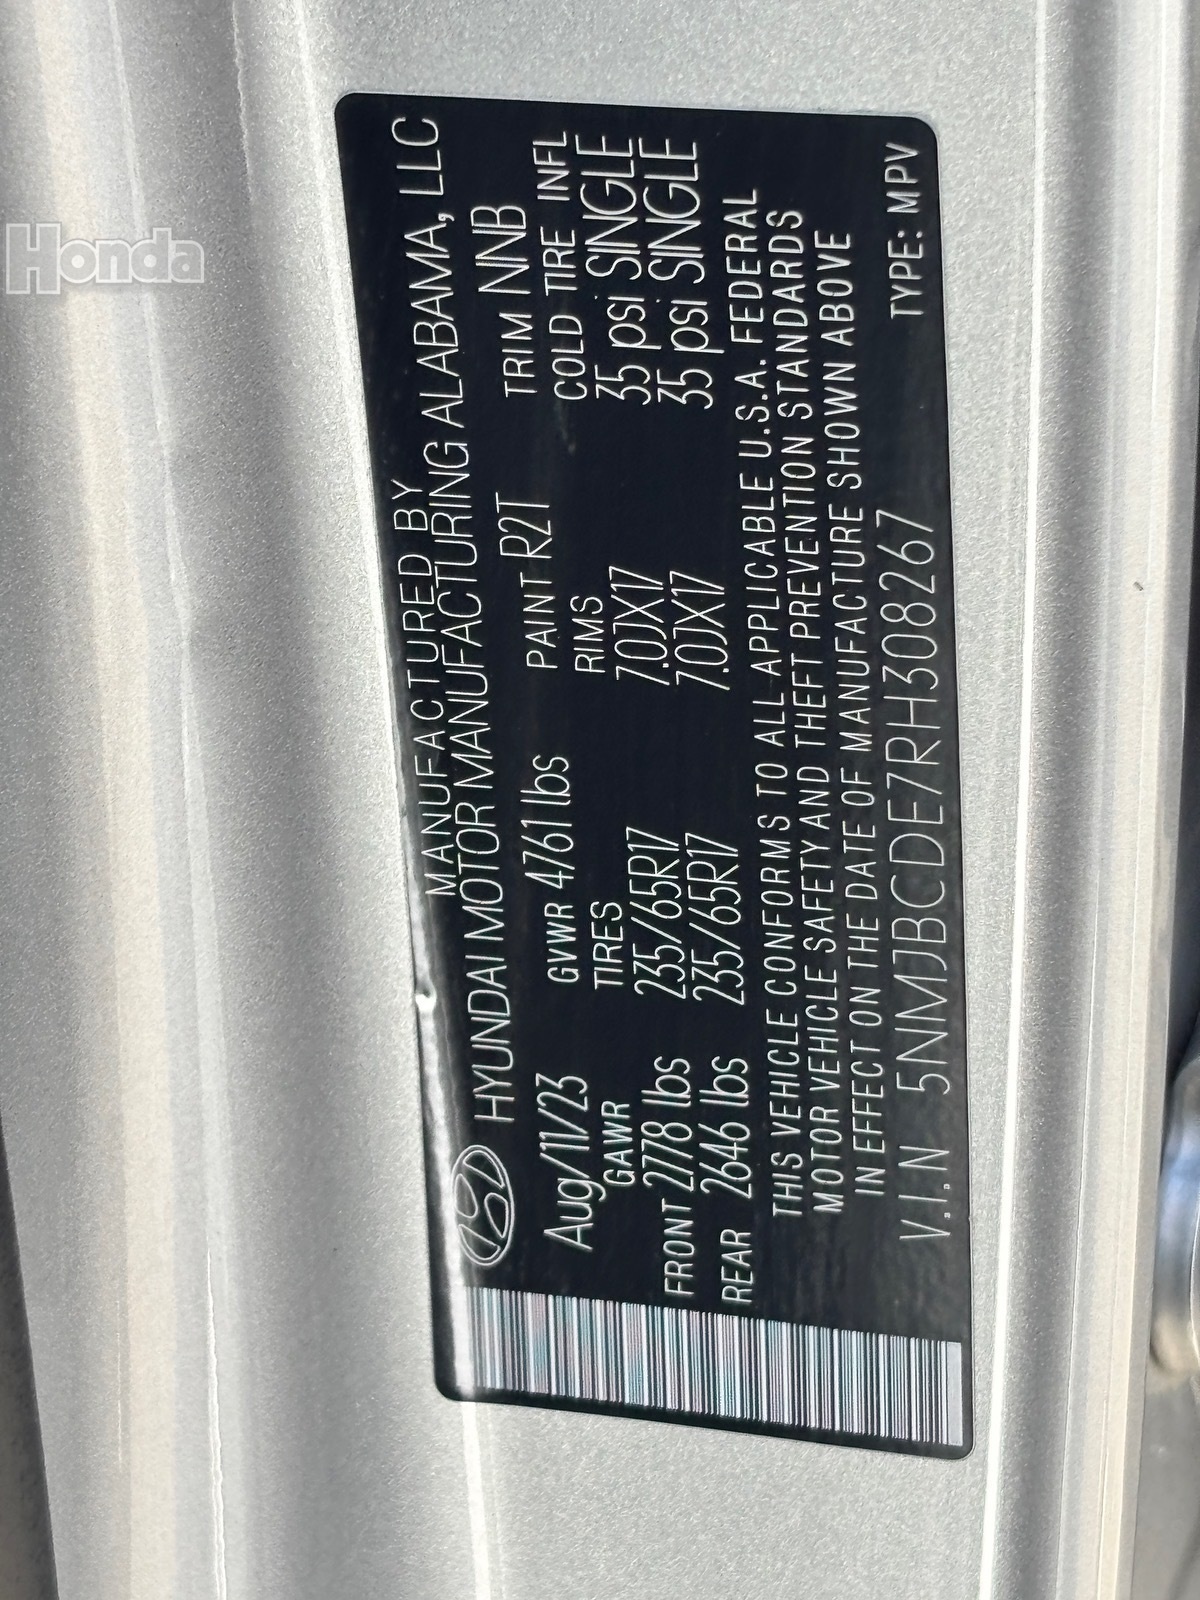 Honda
MANUFACTURED BY
HYUNDAI MOTOR MANUFACTURING ALABAMA, LLC
Aug/11/23 GVWR 4761 lbs PAINT R2T TRIM NNB
GAWR TIRES RIMS COLD TIRE INFL
FRONT 2778 lbs 235/65R17 7.0JX17 35 psi SINGLE
REAR 2646 lbs 235/65R17 7.0JX17 35 psi SINGLE
THIS VEHICLE CONFORMS TO ALL APPLICABLE U.S.A. FEDERAL
MOTOR VEHICLE SAFETY AND THEFT PREVENTION STANDARDS
IN EFFECT ON THE DATE OF MANUFACTURE SHOWN ABOVE
V.I.N 5NMJBCDE7RH308267 TYPE: MPV